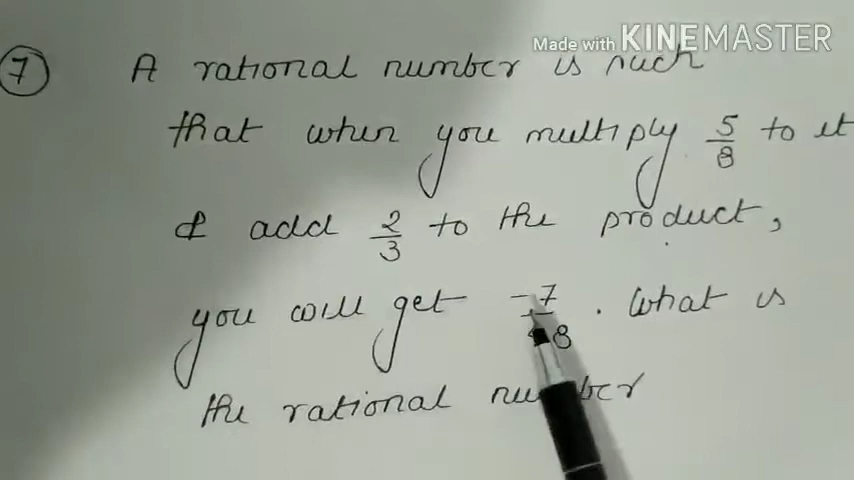 Made with KINEMASTER
7 A rational number is such
that when you multiply 5/8 to it
& add 2/3 to the product,
you will get -7/ 8 . What is
the rational number